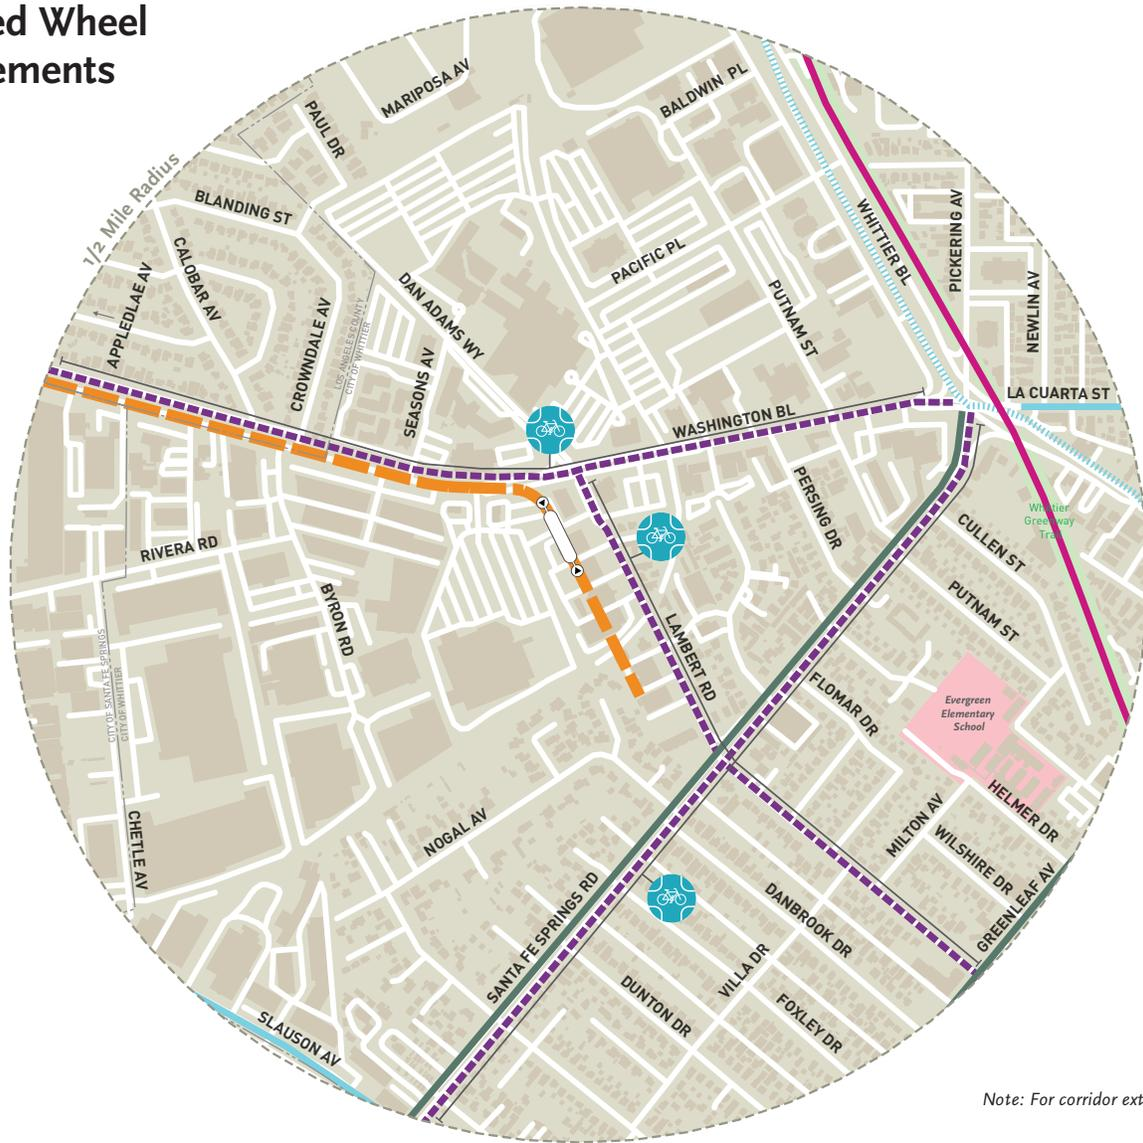 ed Wheel
ements
1/2 Mile Radius
MARIPOSA AV
PAUL DR
BALDWIN PL
BLANDING ST
CALOBAR AV
APPLEDLAE AV
CROWNDALE AV
LOS ANGELES COUNTY
CITY OF WHITTIER
DAN ADAMS WY
SEASONS AV
PACIFIC PL
PUTNAM ST
WHITTIER BL
PICKERING AV
NEWLIN AV
LA CUARTA ST
WASHINGTON BL
PERSING DR
Whittier
Greenway
Trail
CULLEN ST
PUTNAM ST
RIVERA RD
BYRON RD
LAMBERT RD
FLOMAR DR
Evergreen
Elementary
School
CITY OF SANTA FE SPRINGS
CITY OF WHITTIER
HELMER DR
MILTON AV
WILSHIRE DR
GREENLEAF AV
CHETLE AV
NOGAL AV
SANTA FE SPRINGS RD
DANBROOK DR
VILLA DR
DUNTON DR
FOXLEY DR
SLAUSON AV
Note: For corridor ext